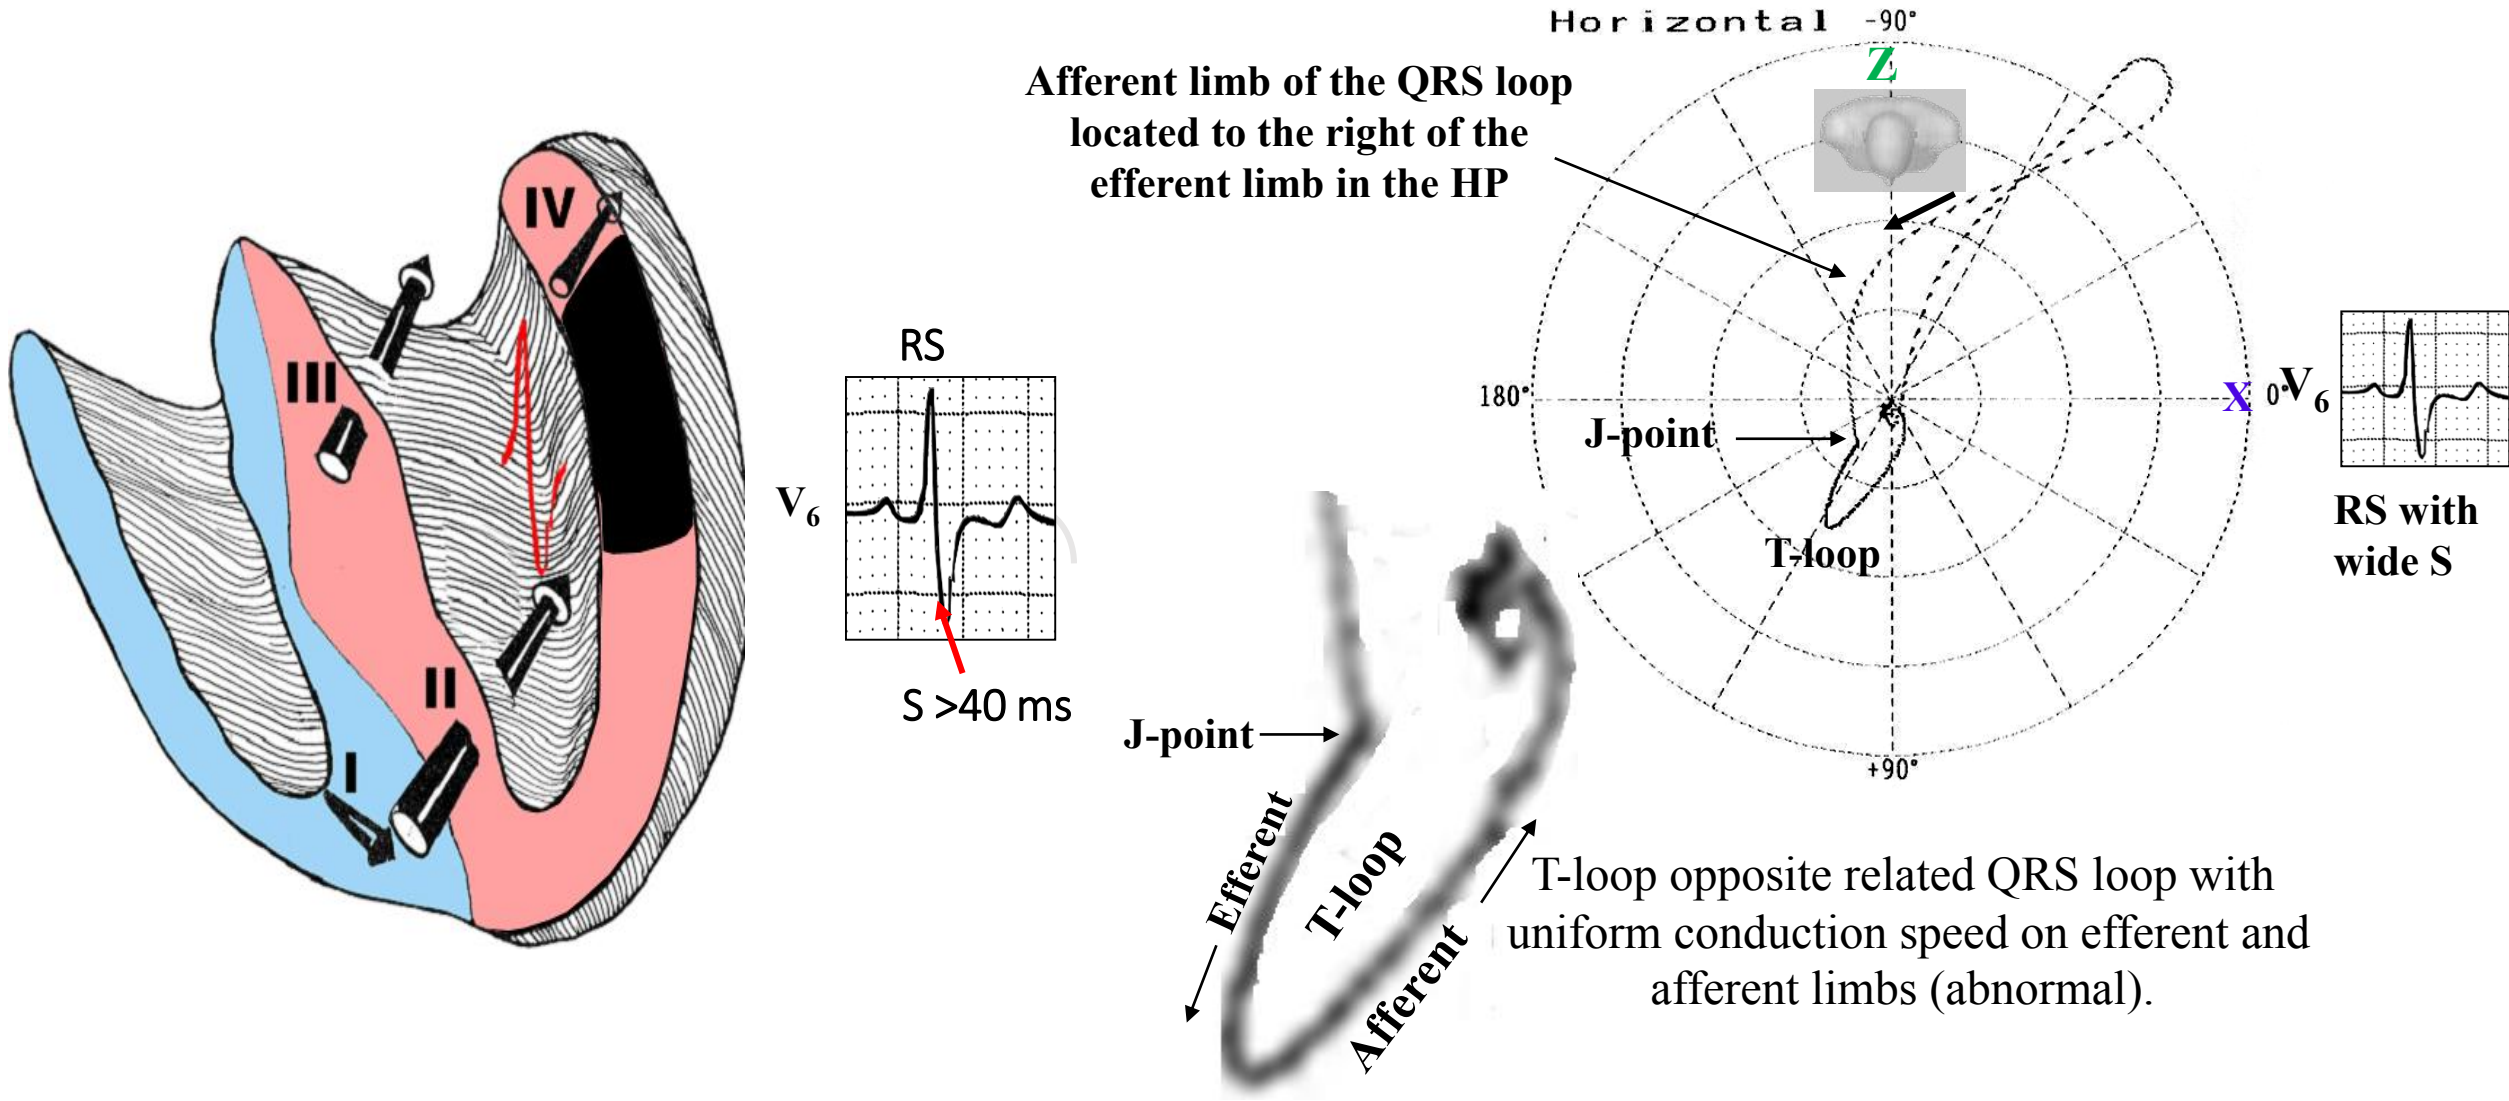 Horizontal
-90°
Z
Afferent limb of the QRS loop
located to the right of the
efferent limb in the HP
IV
III
II
I
RS
V6
S >40 ms
180°
X
0°
V6
J-point
T-loop
RS with
wide S
+90°
J-point
Efferent
T-loop
Afferent
T-loop opposite related QRS loop with
uniform conduction speed on efferent and
afferent limbs (abnormal).